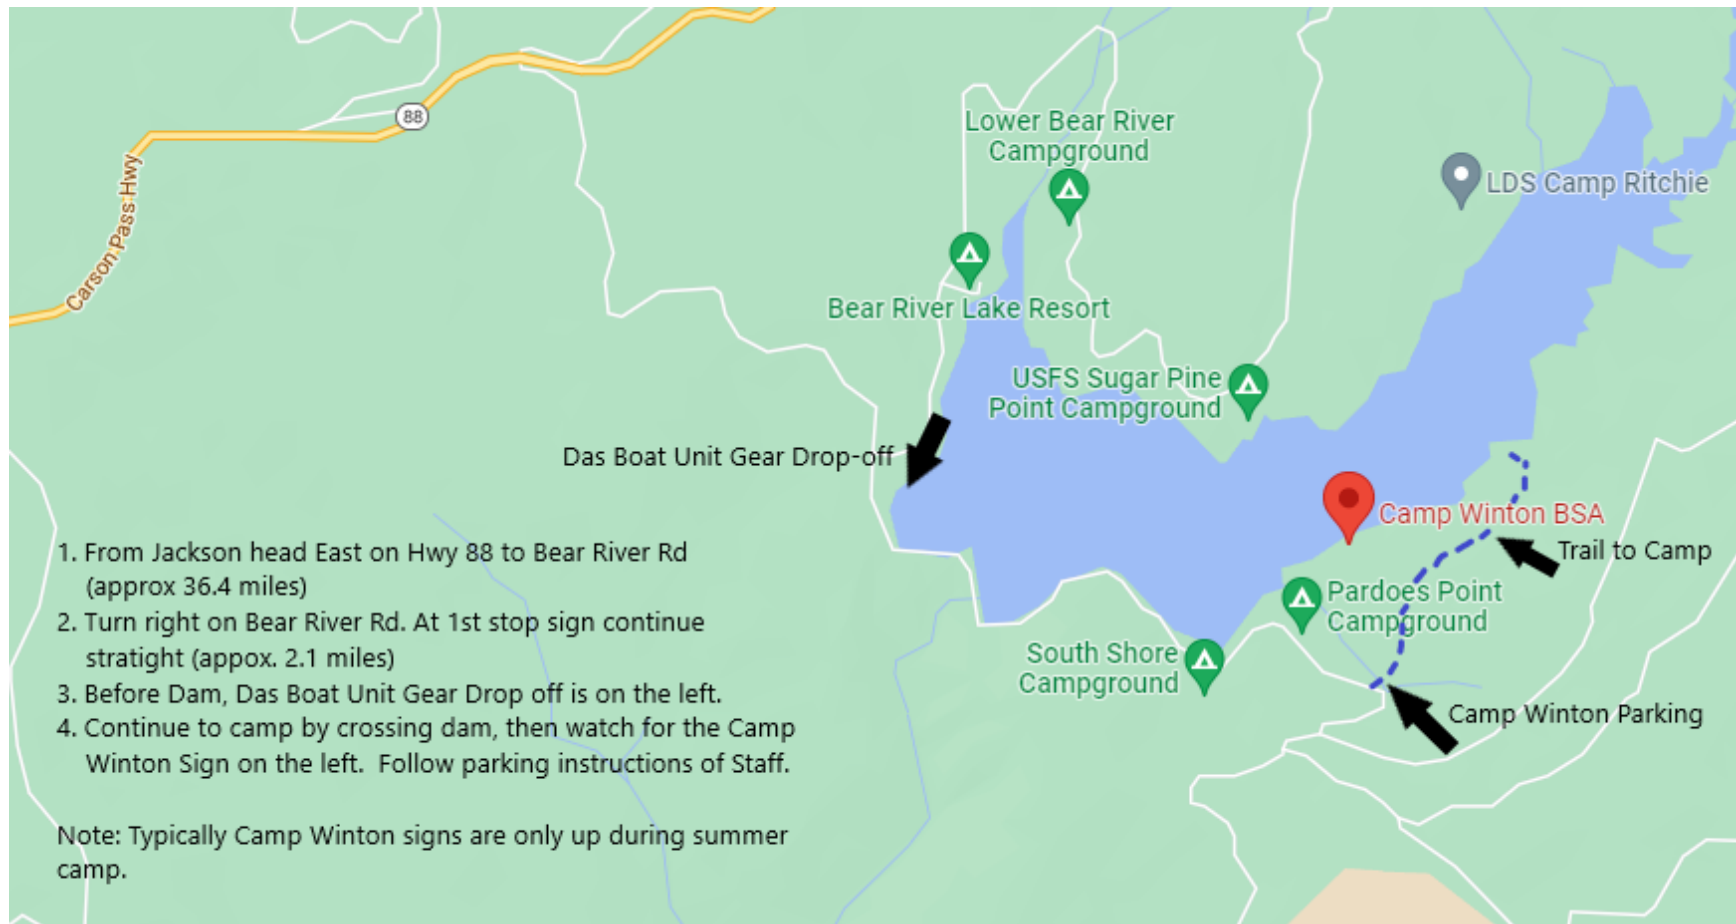 88
Carson Pass Hwy
Lower Bear River
Campground
LDS Camp Ritchie
Bear River Lake Resort
USFS Sugar Pine
Point Campground
Das Boat Unit Gear Drop-off
Camp Winton BSA
Trail to Camp
Pardoes Point
Campground
South Shore
Campground
Camp Winton Parking
1. From Jackson head East on Hwy 88 to Bear River Rd
(approx 36.4 miles)
2. Turn right on Bear River Rd. At 1st stop sign continue
stratight (appox. 2.1 miles)
3. Before Dam, Das Boat Unit Gear Drop off is on the left.
4. Continue to camp by crossing dam, then watch for the Camp
Winton Sign on the left.  Follow parking instructions of Staff.
Note: Typically Camp Winton signs are only up during summer
camp.